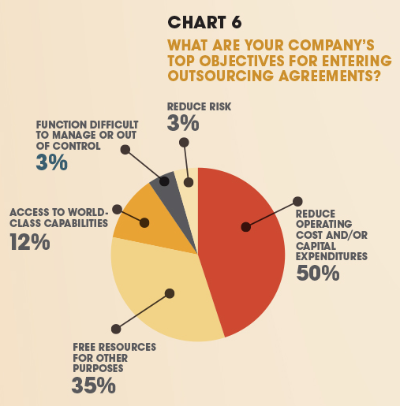 CHART 6
WHAT ARE YOUR COMPANY'S
TOP OBJECTIVES FOR ENTERING
OUTSOURCING AGREEMENTS?
REDUCE RISK
3%
FUNCTION DIFFICULT
TO MANAGE OR OUT
OF CONTROL
3%
ACCESS TO WORLD-
CLASS CAPABILITIES
12%
REDUCE
OPERATING
COST AND/OR
CAPITAL
EXPENDITURES
50%
FREE RESOURCES
FOR OTHER
PURPOSES
35%